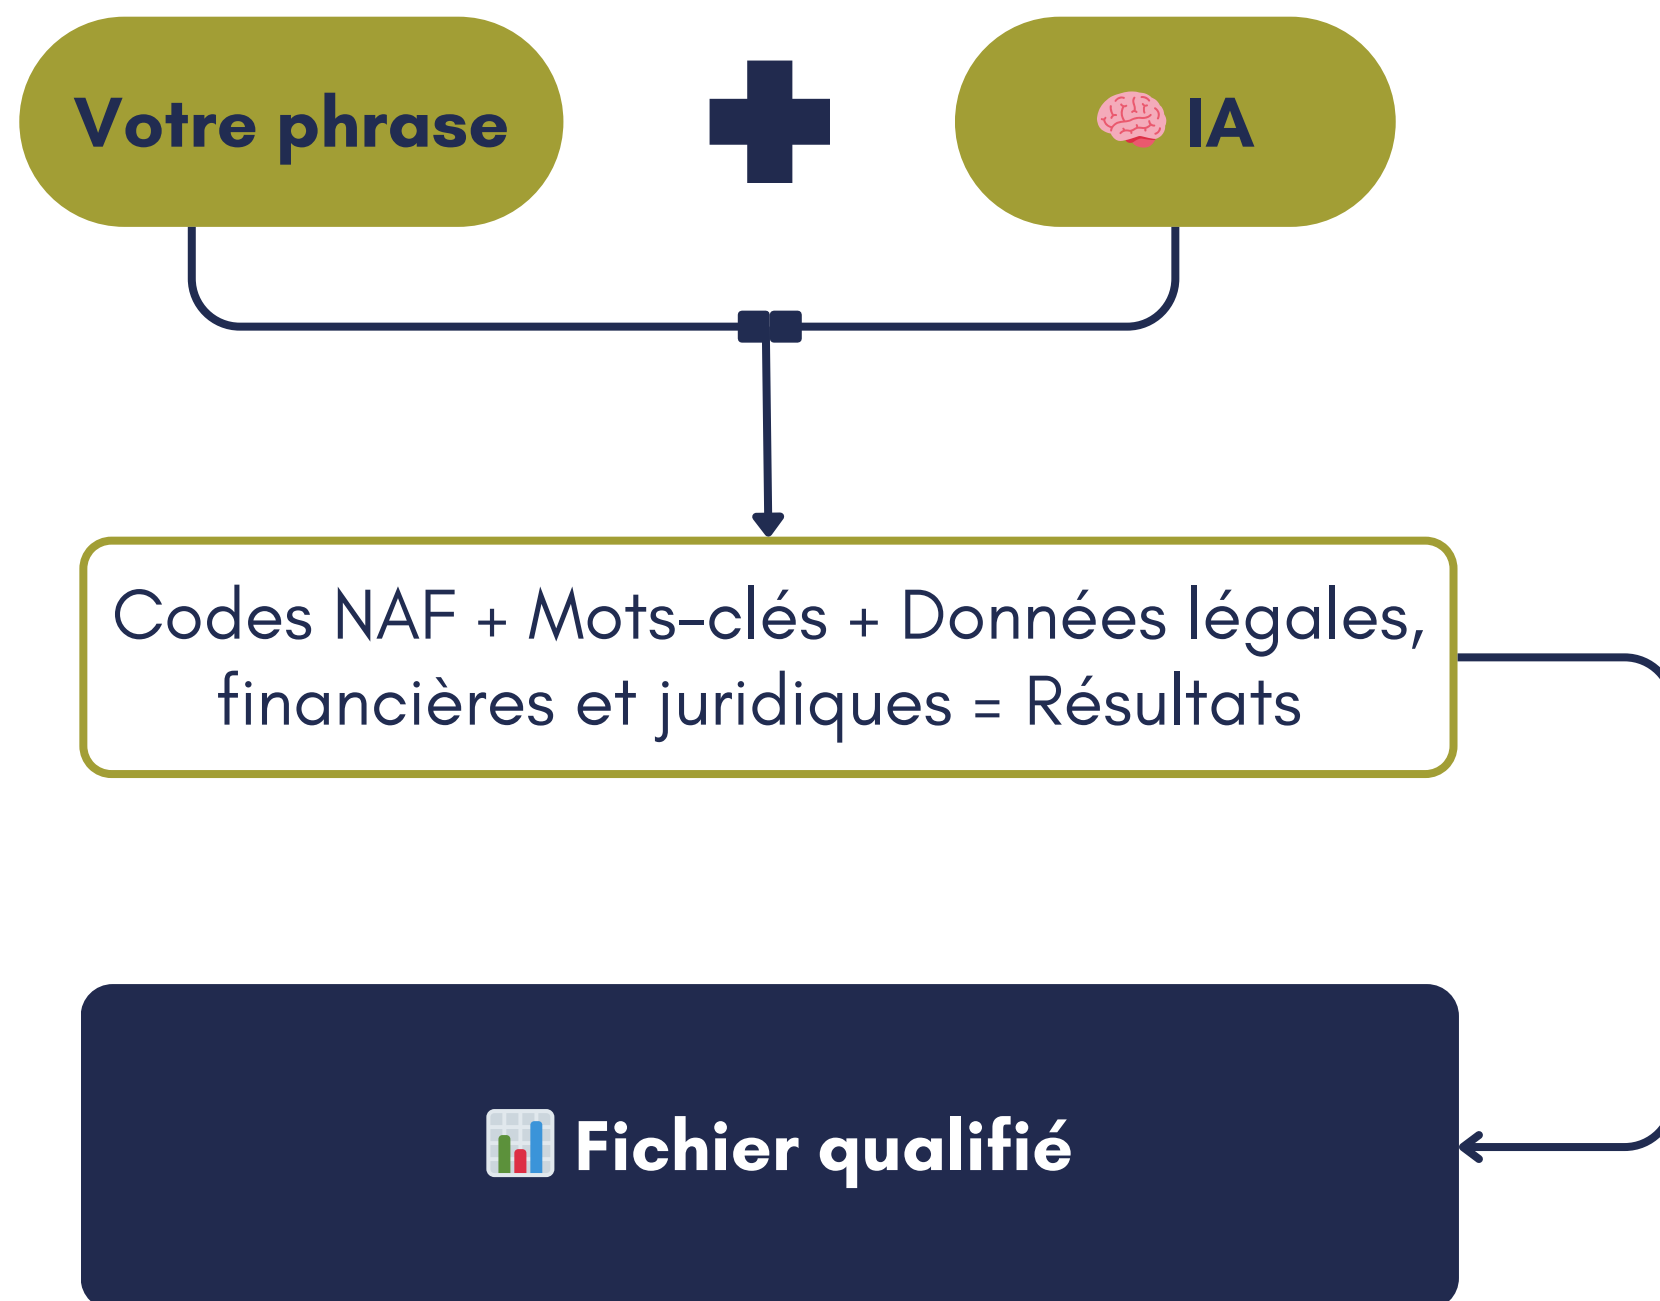 Votre phrase
🧠 IA
Codes NAF + Mots-clés + Données légales,
financières et juridiques = Résultats
📊 Fichier qualifié